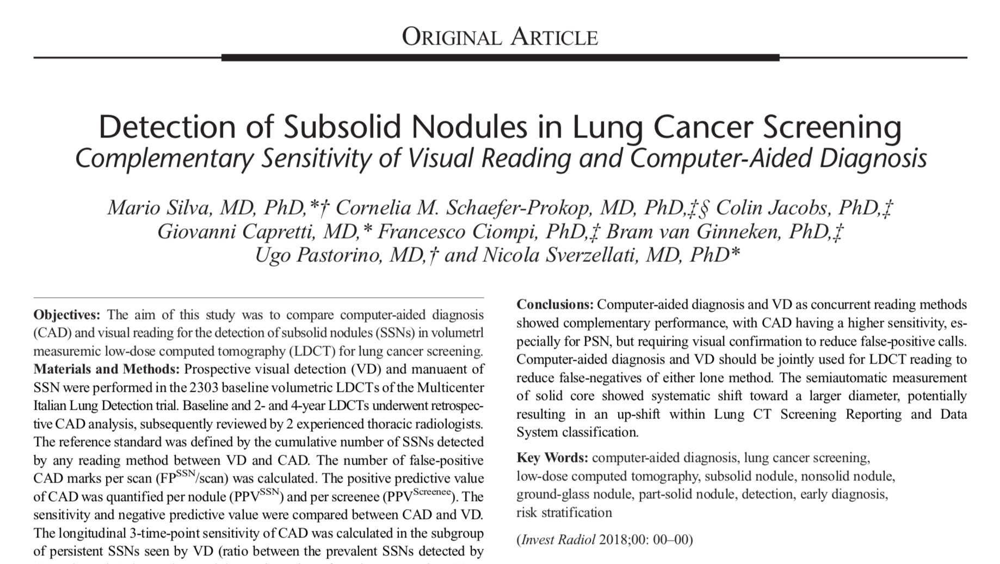 ORIGINAL ARTICLE
Detection of Subsolid Nodules in Lung Cancer Screening
Complementary Sensitivity of Visual Reading and Computer-Aided Diagnosis
Mario Silva, MD, PhD,*† Cornelia M. Schaefer-Prokop, MD, PhD,‡§ Colin Jacobs, PhD,‡
Giovanni Capretti, MD,* Francesco Ciompi, PhD,‡ Bram van Ginneken, PhD,‡
Ugo Pastorino, MD,† and Nicola Sverzellati, MD, PhD*
Objectives: The aim of this study was to compare computer-aided diagnosis
(CAD) and visual reading for the detection of subsolid nodules (SSNs) in volumetrl
measuremic low-dose computed tomography (LDCT) for lung cancer screening.
Materials and Methods: Prospective visual detection (VD) and manuaent of
SSN were performed in the 2303 baseline volumetric LDCTs of the Multicenter
Italian Lung Detection trial. Baseline and 2- and 4-year LDCTs underwent retrospec-
tive CAD analysis, subsequently reviewed by 2 experienced thoracic radiologists.
The reference standard was defined by the cumulative number of SSNs detected
by any reading method between VD and CAD. The number of false-positive
CAD marks per scan (FPSSN/scan) was calculated. The positive predictive value
of CAD was quantified per nodule (PPVSSN) and per screenee (PPVScreenee). The
sensitivity and negative predictive value were compared between CAD and VD.
The longitudinal 3-time-point sensitivity of CAD was calculated in the subgroup
of persistent SSNs seen by VD (ratio between the prevalent SSNs detected by
Conclusions: Computer-aided diagnosis and VD as concurrent reading methods
showed complementary performance, with CAD having a higher sensitivity, es-
pecially for PSN, but requiring visual confirmation to reduce false-positive calls.
Computer-aided diagnosis and VD should be jointly used for LDCT reading to
reduce false-negatives of either lone method. The semiautomatic measurement
of solid core showed systematic shift toward a larger diameter, potentially
resulting in an up-shift within Lung CT Screening Reporting and Data
System classification.
Key Words: computer-aided diagnosis, lung cancer screening,
low-dose computed tomography, subsolid nodule, nonsolid nodule,
ground-glass nodule, part-solid nodule, detection, early diagnosis,
risk stratification
(Invest Radiol 2018;00: 00–00)